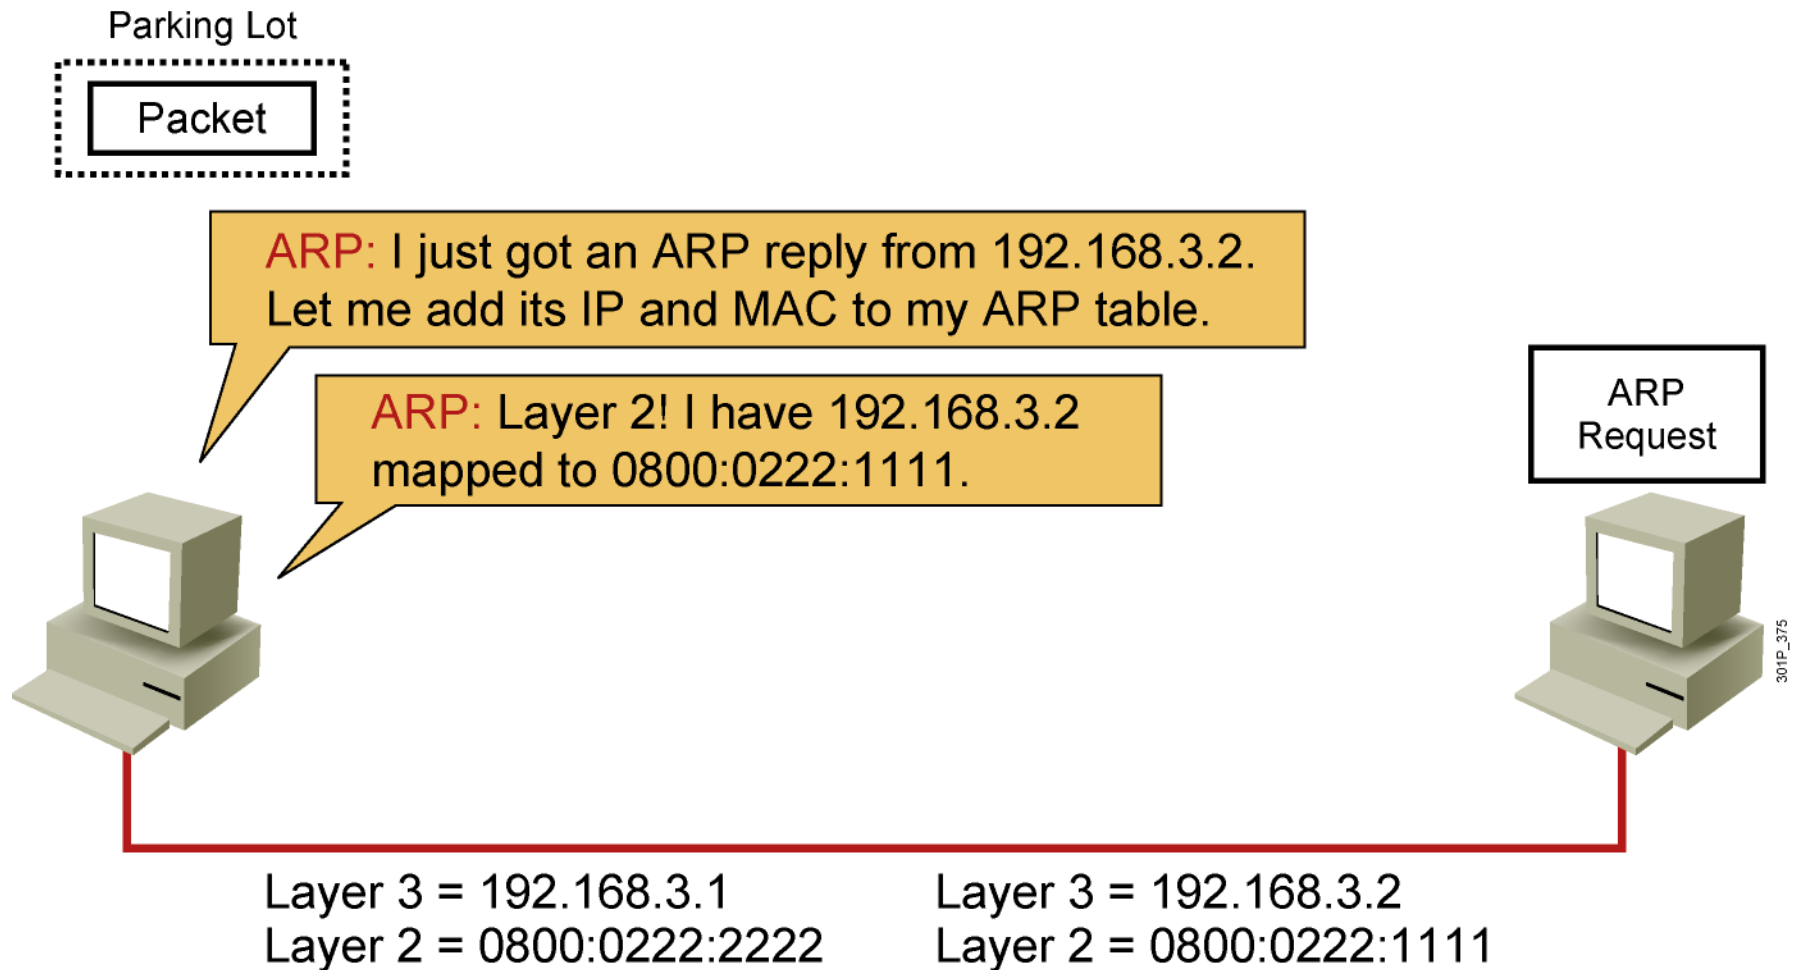 Parking Lot
Packet
ARP: I just got an ARP reply from 192.168.3.2.
Let me add its IP and MAC to my ARP table.
ARP: Layer 2! I have 192.168.3.2
mapped to 0800:0222:1111.
ARP
Request
301P_375
Layer 3 = 192.168.3.1
Layer 2 = 0800:0222:2222
Layer 3 = 192.168.3.2
Layer 2 = 0800:0222:1111